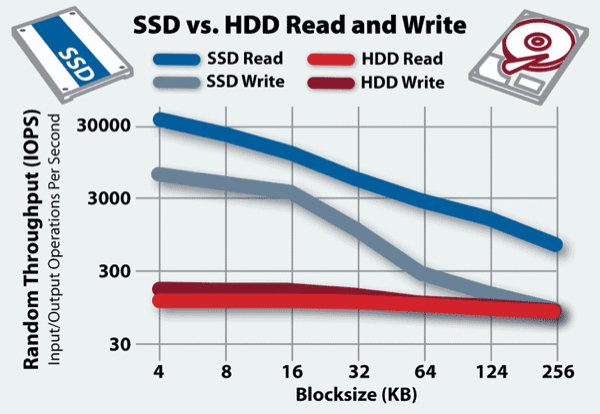 SSD vs. HDD Read and Write
SSD
SSD Read
HDD Read
SSD Write
HDD Write
Random Throughput (IOPS)
Input/Output Operations Per Second
30000
3000
300
30
4 8 16 32 64 124 256
Blocksize (KB)